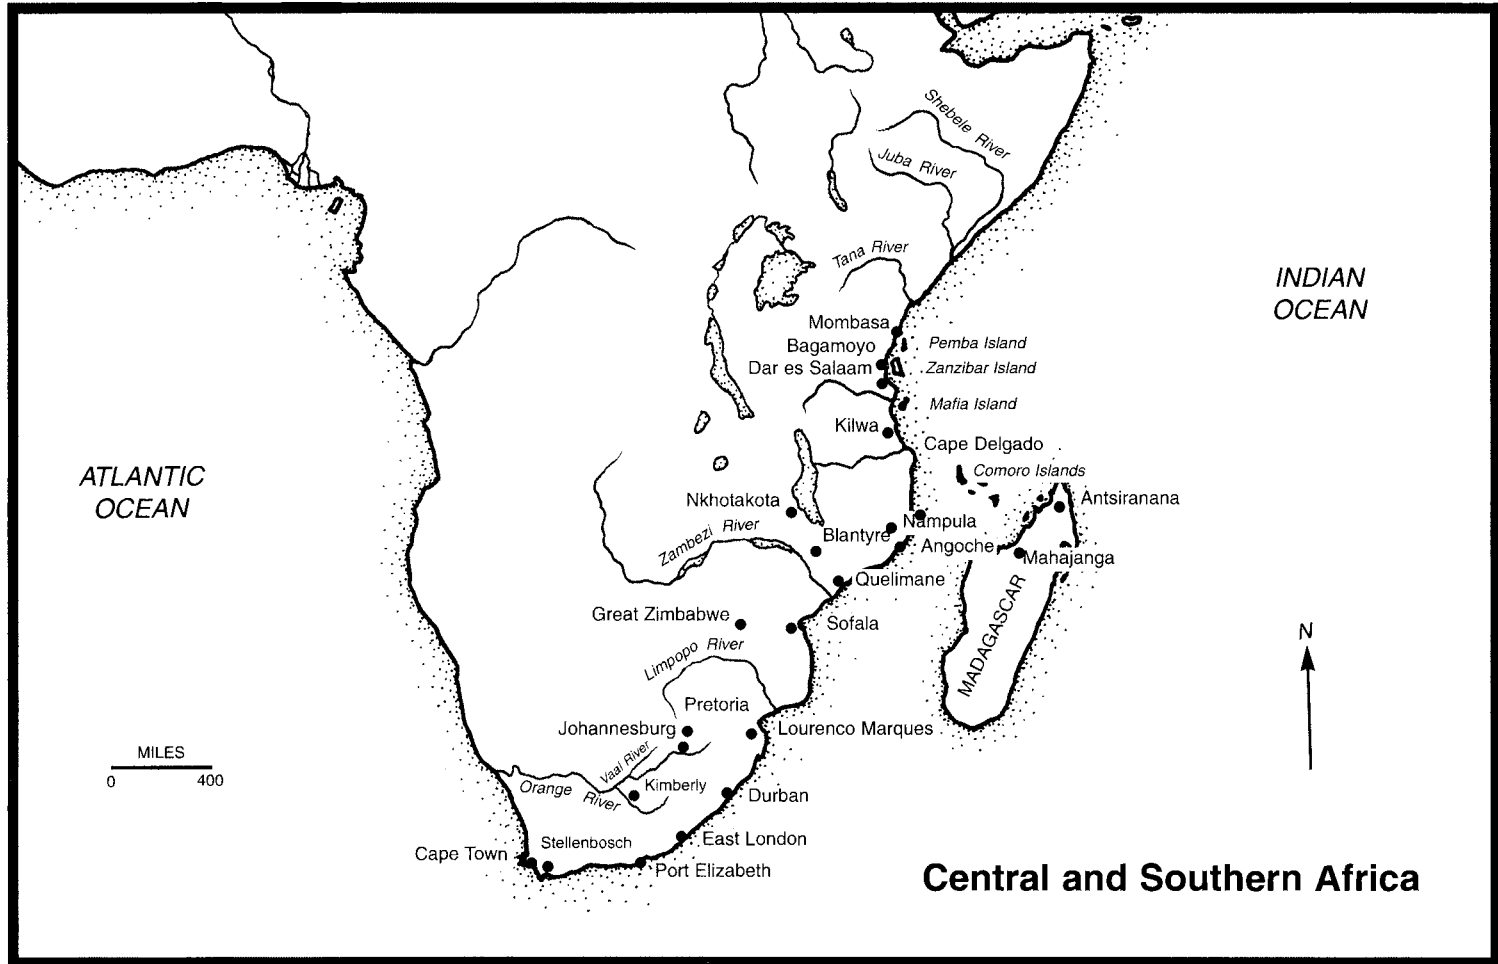 Shebele River
Juba River
Tana River
INDIAN
OCEAN
Mombasa
Bagamoyo
Dar es Salaam
Pemba Island
Zanzibar Island
Mafia Island
Kilwa
Cape Delgado
Comoro Islands
ATLANTIC
OCEAN
Nkhotakota
Antsiranana
Zambezi River
Nampula
Blantyre
Angoche
Mahajanga
Quelimane
Great Zimbabwe
Sofala
MADAGASCAR
N
Limpopo River
Pretoria
Johannesburg
Lourenco Marques
MILES
0 400
Vaal River
Orange River
Kimberly
Durban
Stellenbosch
East London
Cape Town
Port Elizabeth
Central and Southern Africa